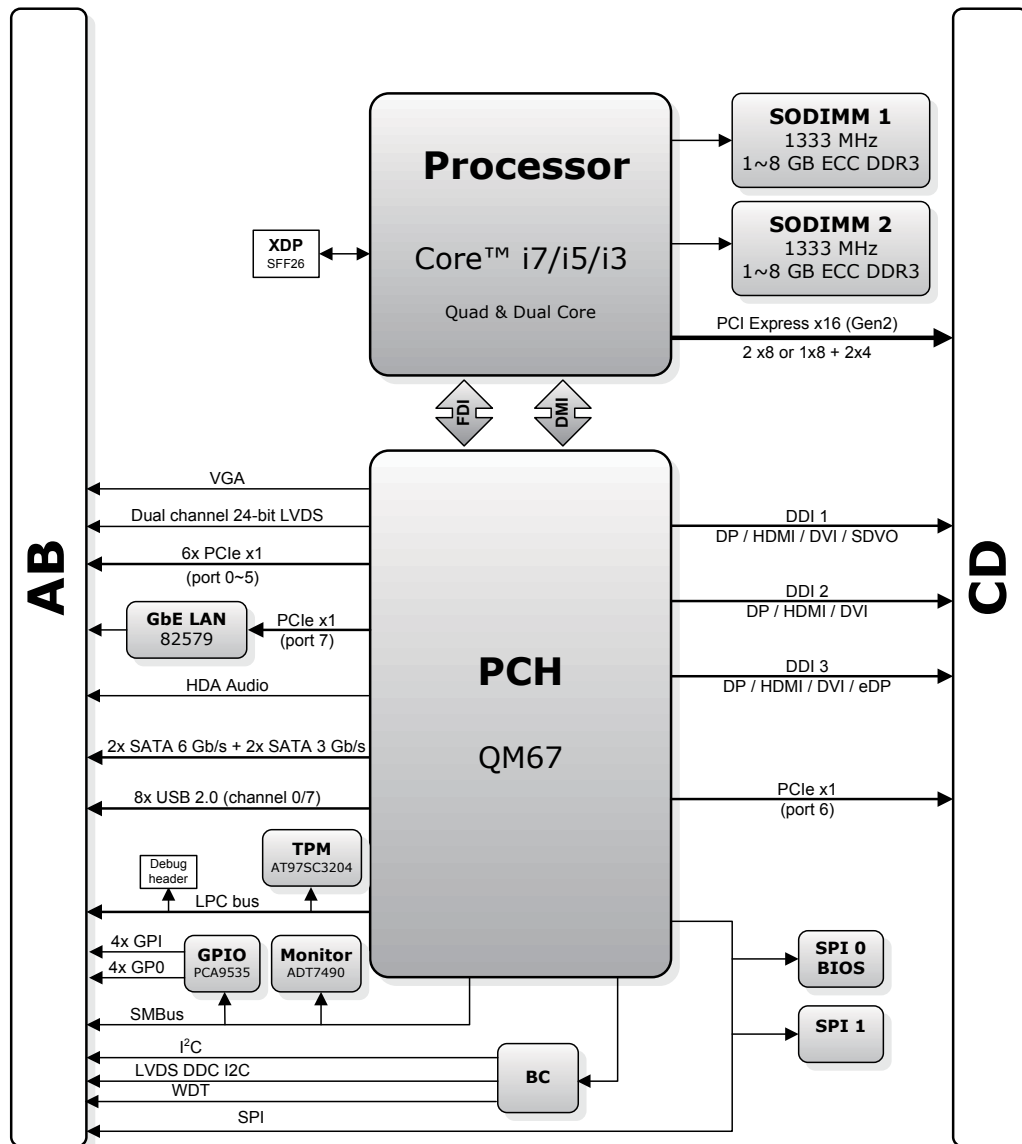 AB
CD
Processor
Core™ i7/i5/i3
Quad & Dual Core
XDP
SFF26
SODIMM 1
1333 MHz
1~8 GB ECC DDR3
SODIMM 2
1333 MHz
1~8 GB ECC DDR3
PCI Express x16 (Gen2)
2 x8 or 1x8 + 2x4
FDI
DMI
PCH
QM67
VGA
Dual channel 24-bit LVDS
6x PCIe x1
(port 0~5)
GbE LAN
82579
PCIe x1
(port 7)
HDA Audio
2x SATA 6 Gb/s + 2x SATA 3 Gb/s
8x USB 2.0 (channel 0/7)
TPM
AT97SC3204
Debug
header
LPC bus
4x GPI
4x GP0
GPIO
PCA9535
Monitor
ADT7490
SMBus
I²C
LVDS DDC I2C
WDT
BC
SPI
DDI 1
DP / HDMI / DVI / SDVO
DDI 2
DP / HDMI / DVI
DDI 3
DP / HDMI / DVI / eDP
PCIe x1
(port 6)
SPI 0
BIOS
SPI 1